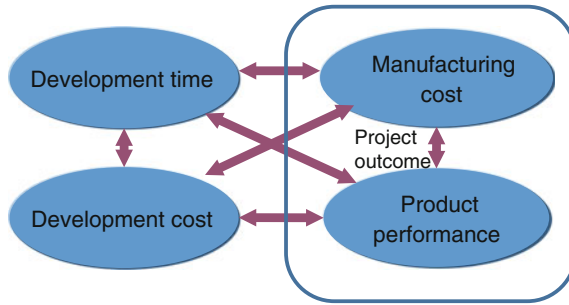 Development time
Manufacturing
cost
Project
outcome
Development cost
Product
performance